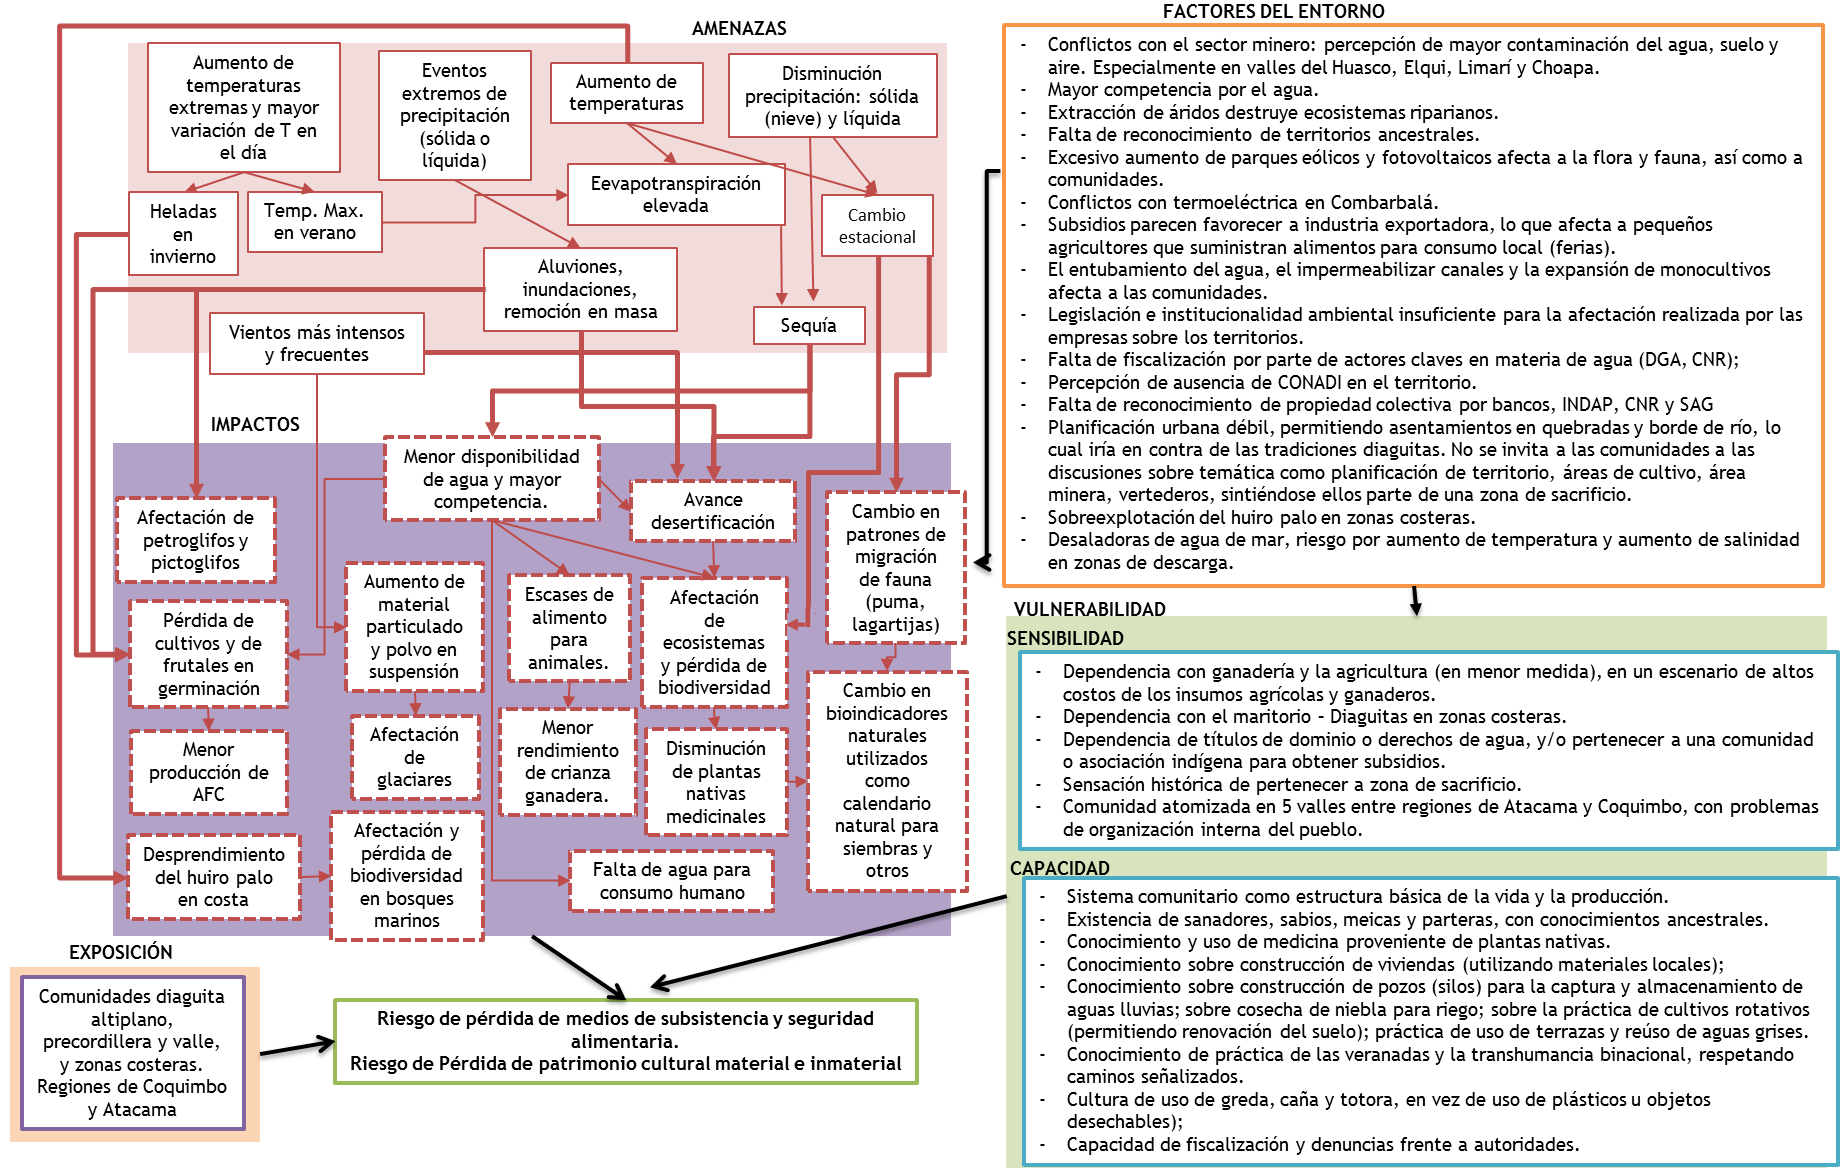 AMENAZAS
Aumento de
temperaturas
extremas y mayor
variación de T en
el día
Eventos
extremos de
precipitación
(sólida o
líquida)
Aumento de
temperaturas
Disminución
precipitación: sólida
(nieve) y líquida
Heladas
en
invierno
Temp. Max.
en verano
Eevapotranspiración
elevada
Cambio
estacional
Aluviones,
inundaciones,
remoción en masa
Sequía
Vientos más intensos
y frecuentes
IMPACTOS
Menor disponibilidad
de agua y mayor
competencia.
Afectación de
petroglifos y
pictoglifos
Avance
desertificación
Cambio en
patrones de
migración
de fauna
(puma,
lagartijas)
Pérdida de
cultivos y de
frutales en
germinación
Aumento de
material
particulado
y polvo en
suspensión
Escases de
alimento
para
animales.
Afectación
de
ecosistemas
y pérdida de
biodiversidad
Menor
producción de
AFC
Afectación
de
glaciares
Menor
rendimiento
de crianza
ganadera.
Disminución
de plantas
nativas
medicinales
Cambio en
bioindicadores
naturales
utilizados
como
calendario
natural para
siembras y
otros
Desprendimiento
del huiro palo
en costa
Afectación y
pérdida de
biodiversidad
en bosques
marinos
Falta de agua para
consumo humano
EXPOSICIÓN
Comunidades diaguita
altiplano,
precordillera y valle,
y zonas costeras.
Regiones de Coquimbo
y Atacama
Riesgo de pérdida de medios de subsistencia y seguridad
alimentaria.
Riesgo de Pérdida de patrimonio cultural material e inmaterial
FACTORES DEL ENTORNO
- Conflictos con el sector minero: percepción de mayor contaminación del agua, suelo y
aire. Especialmente en valles del Huasco, Elqui, Limarí y Choapa.
- Mayor competencia por el agua.
- Extracción de áridos destruye ecosistemas riparianos.
- Falta de reconocimiento de territorios ancestrales.
- Excesivo aumento de parques eólicos y fotovoltaicos afecta a la flora y fauna, así como a
comunidades.
- Conflictos con termoeléctrica en Combarbalá.
- Subsidios parecen favorecer a industria exportadora, lo que afecta a pequeños
agricultores que suministran alimentos para consumo local (ferias).
- El entubamiento del agua, el impermeabilizar canales y la expansión de monocultivos
afecta a las comunidades.
- Legislación e institucionalidad ambiental insuficiente para la afectación realizada por las
empresas sobre los territorios.
- Falta de fiscalización por parte de actores claves en materia de agua (DGA, CNR);
- Percepción de ausencia de CONADI en el territorio.
- Falta de reconocimiento de propiedad colectiva por bancos, INDAP, CNR y SAG
- Planificación urbana débil, permitiendo asentamientos en quebradas y borde de río, lo
cual iría en contra de las tradiciones diaguitas. No se invita a las comunidades a las
discusiones sobre temática como planificación de territorio, áreas de cultivo, área
minera, vertederos, sintiéndose ellos parte de una zona de sacrificio.
- Sobreexplotación del huiro palo en zonas costeras.
- Desaladoras de agua de mar, riesgo por aumento de temperatura y aumento de salinidad
en zonas de descarga.
VULNERABILIDAD
SENSIBILIDAD
- Dependencia con ganadería y la agricultura (en menor medida), en un escenario de altos
costos de los insumos agrícolas y ganaderos.
- Dependencia con el maritorio – Diaguitas en zonas costeras.
- Dependencia de títulos de dominio o derechos de agua, y/o pertenecer a una comunidad
o asociación indígena para obtener subsidios.
- Sensación histórica de pertenecer a zona de sacrificio.
- Comunidad atomizada en 5 valles entre regiones de Atacama y Coquimbo, con problemas
de organización interna del pueblo.
CAPACIDAD
- Sistema comunitario como estructura básica de la vida y la producción.
- Existencia de sanadores, sabios, meicas y parteras, con conocimientos ancestrales.
- Conocimiento y uso de medicina proveniente de plantas nativas.
- Conocimiento sobre construcción de viviendas (utilizando materiales locales);
- Conocimiento sobre construcción de pozos (silos) para la captura y almacenamiento de
aguas lluvias; sobre cosecha de niebla para riego; sobre la práctica de cultivos rotativos
(permitiendo renovación del suelo); práctica de uso de terrazas y reúso de aguas grises.
- Conocimiento de práctica de las veranadas y la transhumancia binacional, respetando
caminos señalizados.
- Cultura de uso de greda, caña y totora, en vez de uso de plásticos u objetos
desechables);
- Capacidad de fiscalización y denuncias frente a autoridades.